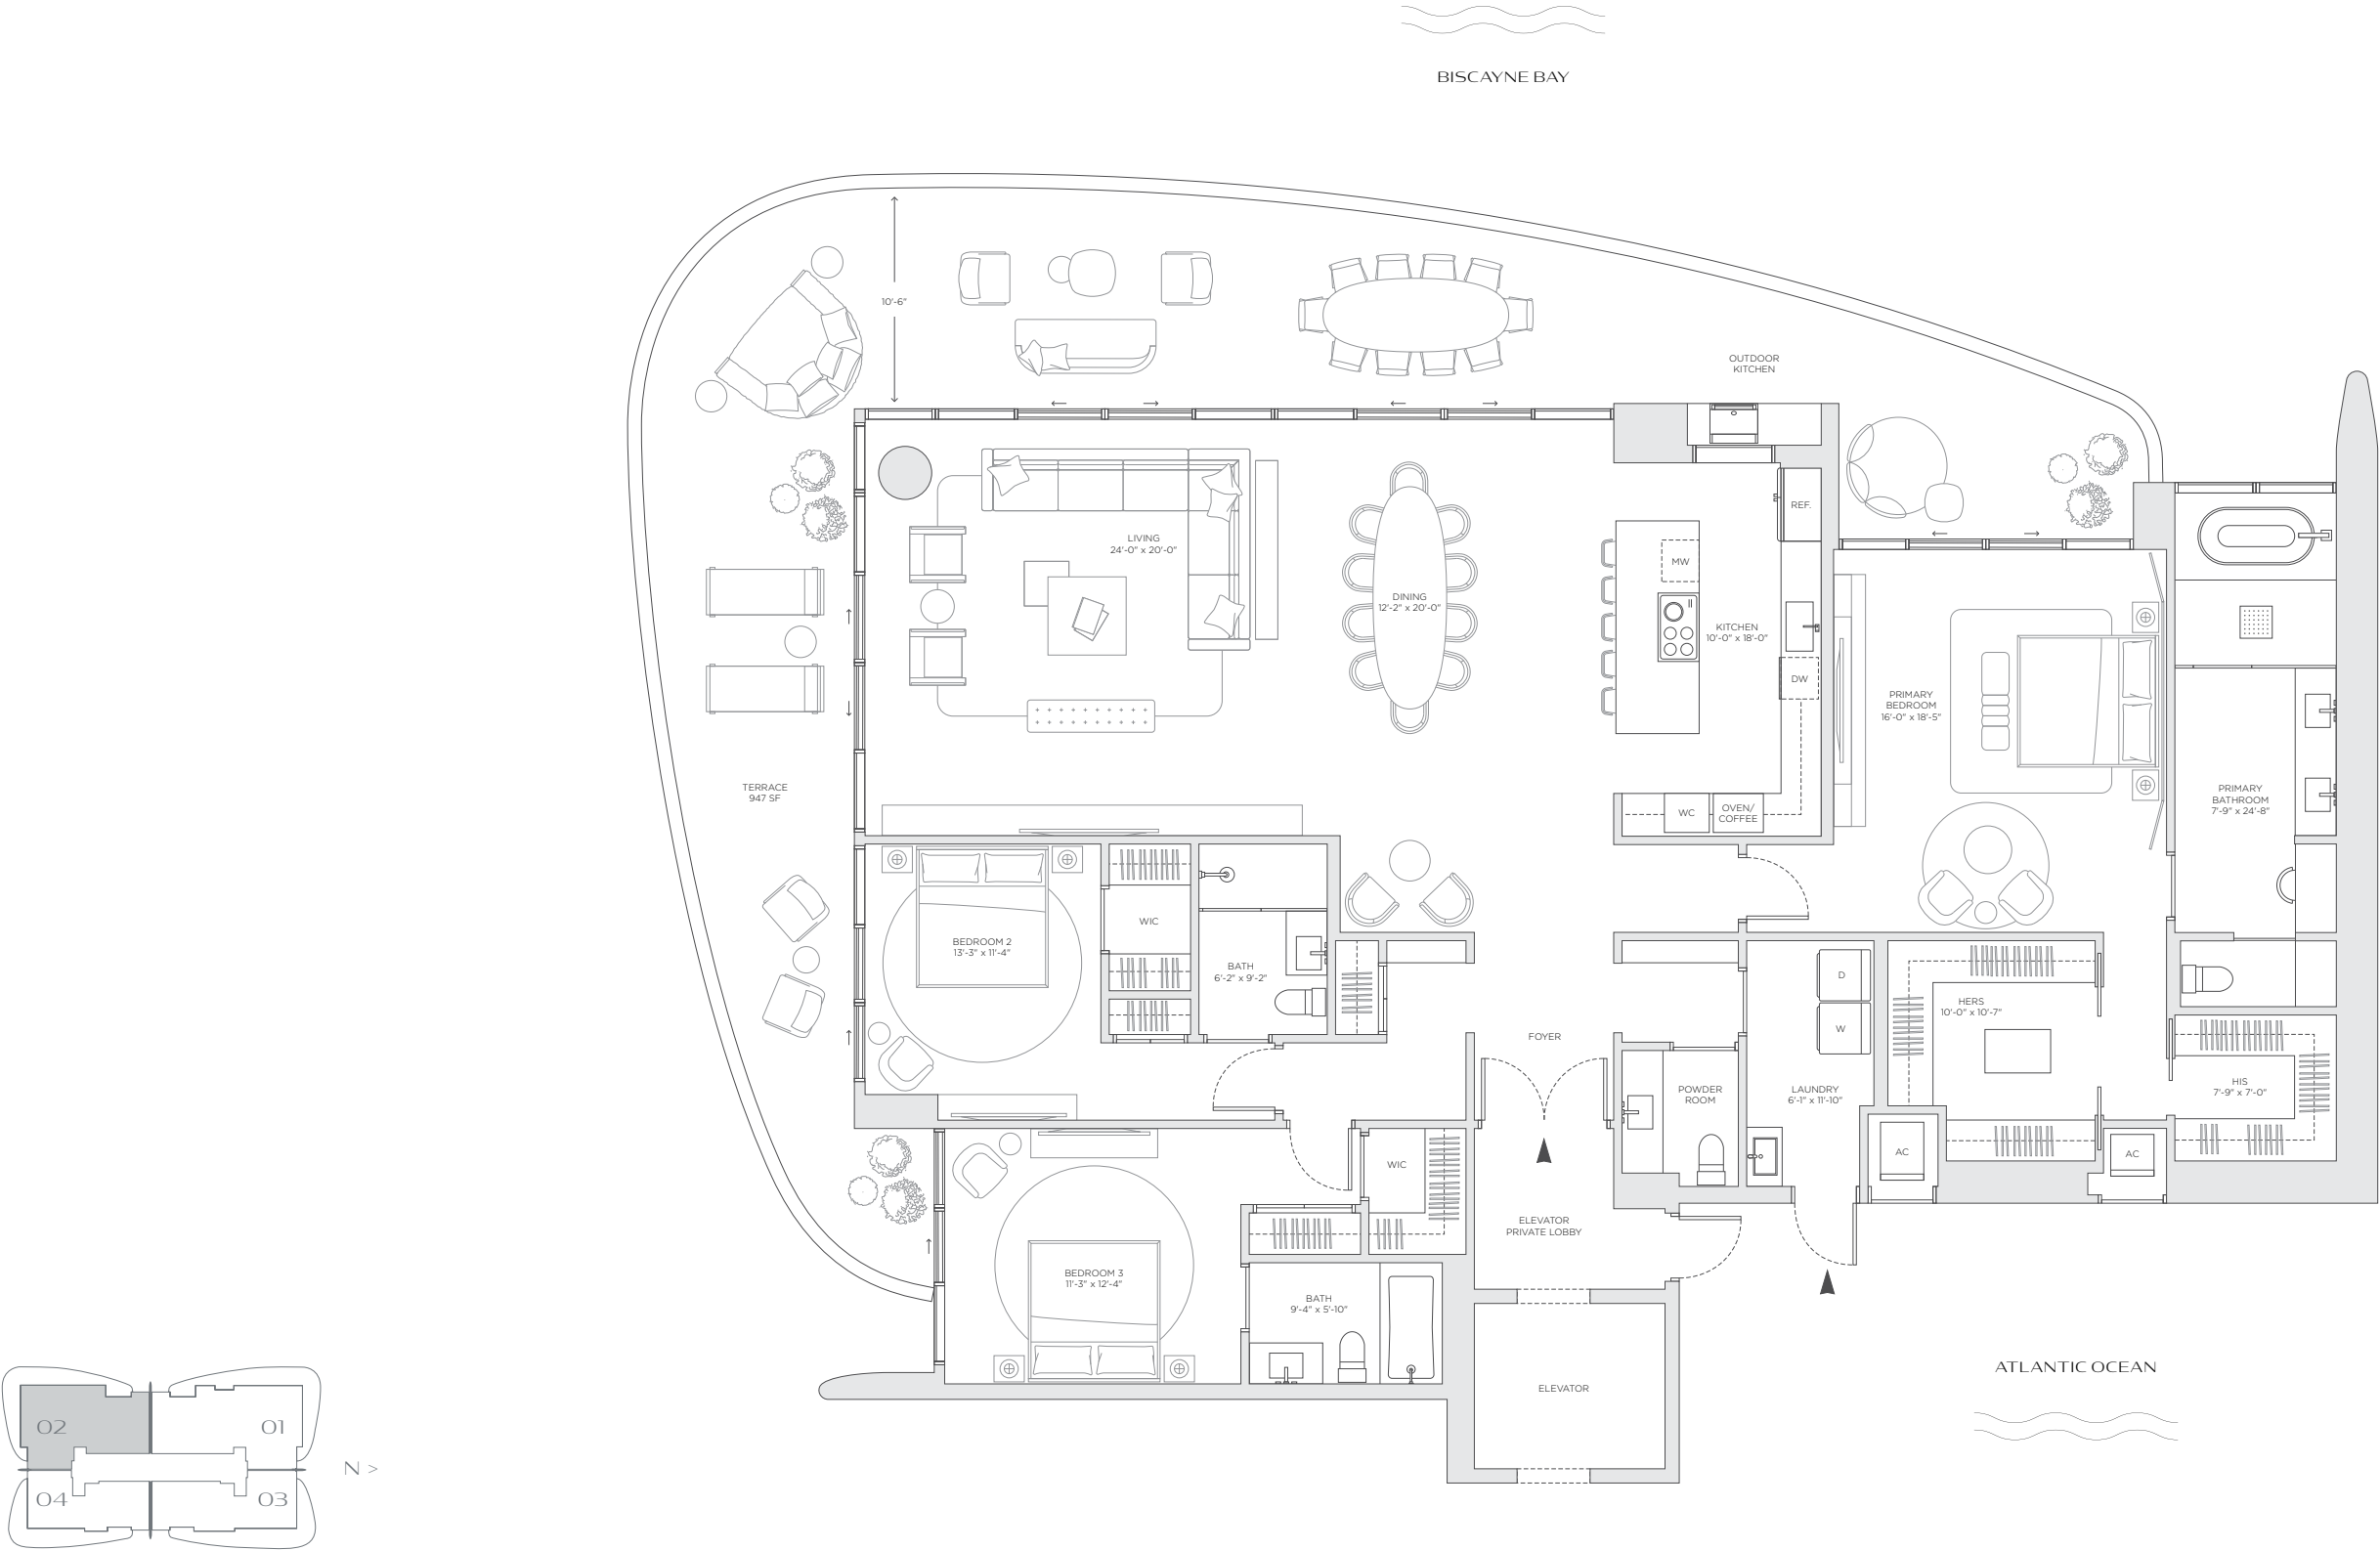 BISCAYNE BAY
10'-6"
OUTDOOR
KITCHEN
LIVING
24'-0" x 20'-0"
DINING
12'-2" x 20'-0"
REF.
MW
KITCHEN
10'-0" x 18'-0"
DW
WC
OVEN/
COFFEE
PRIMARY
BEDROOM
16'-0" x 18'-5"
PRIMARY
BATHROOM
7'-9" x 24'-8"
TERRACE
947 SF
BEDROOM 2
13'-3" x 11'-4"
WIC
BATH
6'-2" x 9'-2"
FOYER
D
W
LAUNDRY
6'-1" x 11'-10"
HERS
10'-0" x 10'-7"
HIS
7'-9" x 7'-0"
POWDER
ROOM
AC
AC
WIC
ELEVATOR
PRIVATE LOBBY
BEDROOM 3
11'-3" x 12'-4"
BATH
9'-4" x 5'-10"
ELEVATOR
ATLANTIC OCEAN
02
01
N >
04
03